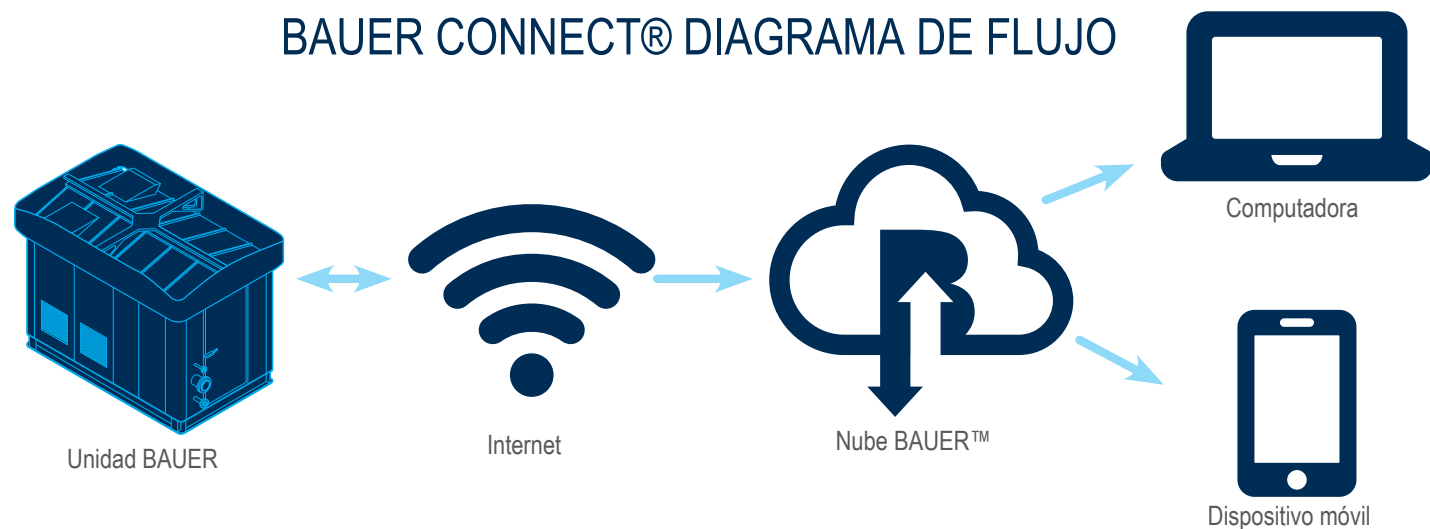 BAUER CONNECT® DIAGRAMA DE FLUJO
Unidad BAUER
Internet
Nube BAUER™
B
Computadora
Dispositivo móvil